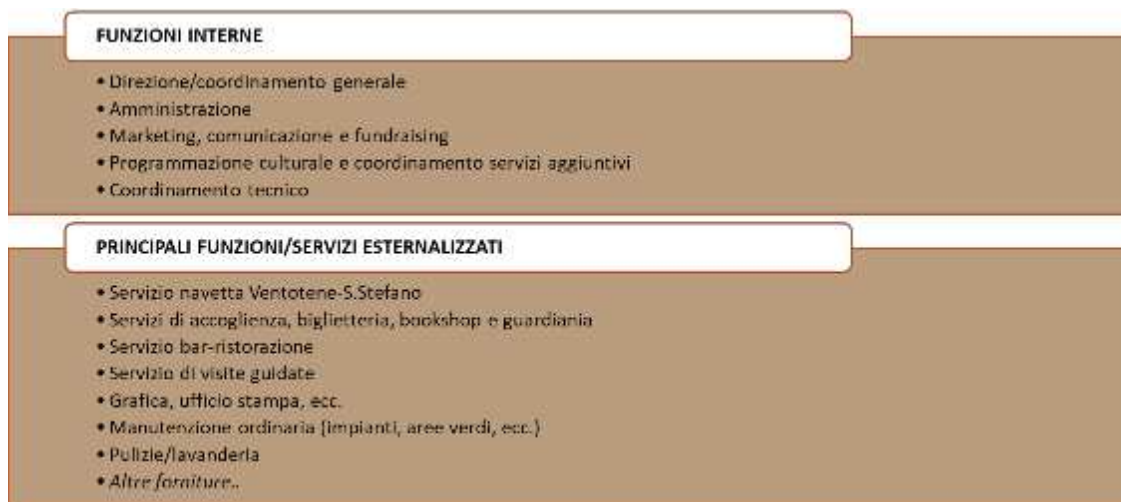 FUNZIONI INTERNE
• Direzione/coordinamento generale
• Amministrazione
• Marketing, comunicazione e fundraising
• Programmazione culturale e coordinamento servizi aggiuntivi
• Coordinamento tecnico
PRINCIPALI FUNZIONI/SERVIZI ESTERNALIZZATI
• Servizio navetta Ventotene-S.Stefano
• Servizi di accoglienza, biglietteria, bookshop e guardiania
• Servizio bar-ristorazione
• Servizio di visite guidate
• Grafica, ufficio stampa, ecc.
• Manutenzione ordinaria (impianti, aree verdi, ecc.)
• Pulizie/lavanderia
• Altre forniture..